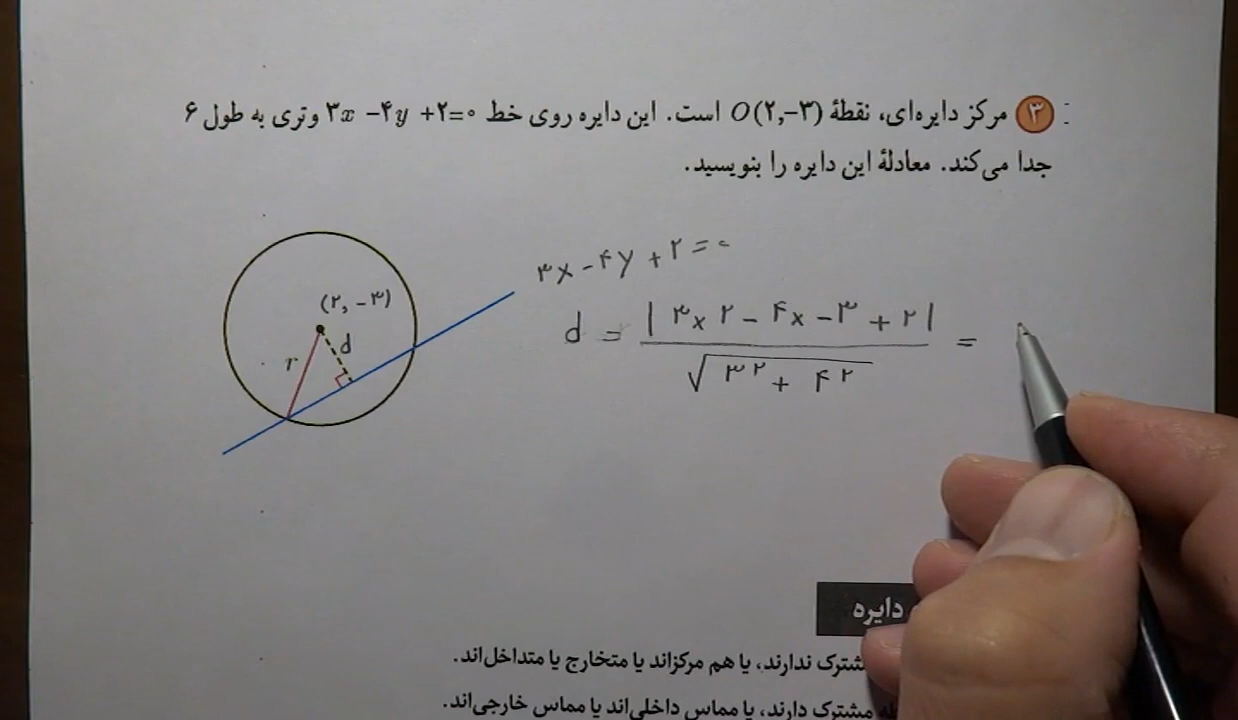 : ۳ مرکز دایره‌ای، نقطهٔ O(۲,−۳) است. این دایره روی خط ۳x −۴y +۲=۰ وتری به طول ۶
جدا می‌کند. معادلهٔ این دایره را بنویسید.
۳x − ۴y + ۲ = ۰
(۲, −۳)
d = |۳x۲ − ۴x −۳ + ۲| =
√۳۲ + ۴۲
r d
دایره
مشترک ندارند، یا هم مرکزاند یا متخارج یا متداخل‌اند.
مشترک دارند، یا مماس داخلی‌اند یا مماس خارجی‌اند.